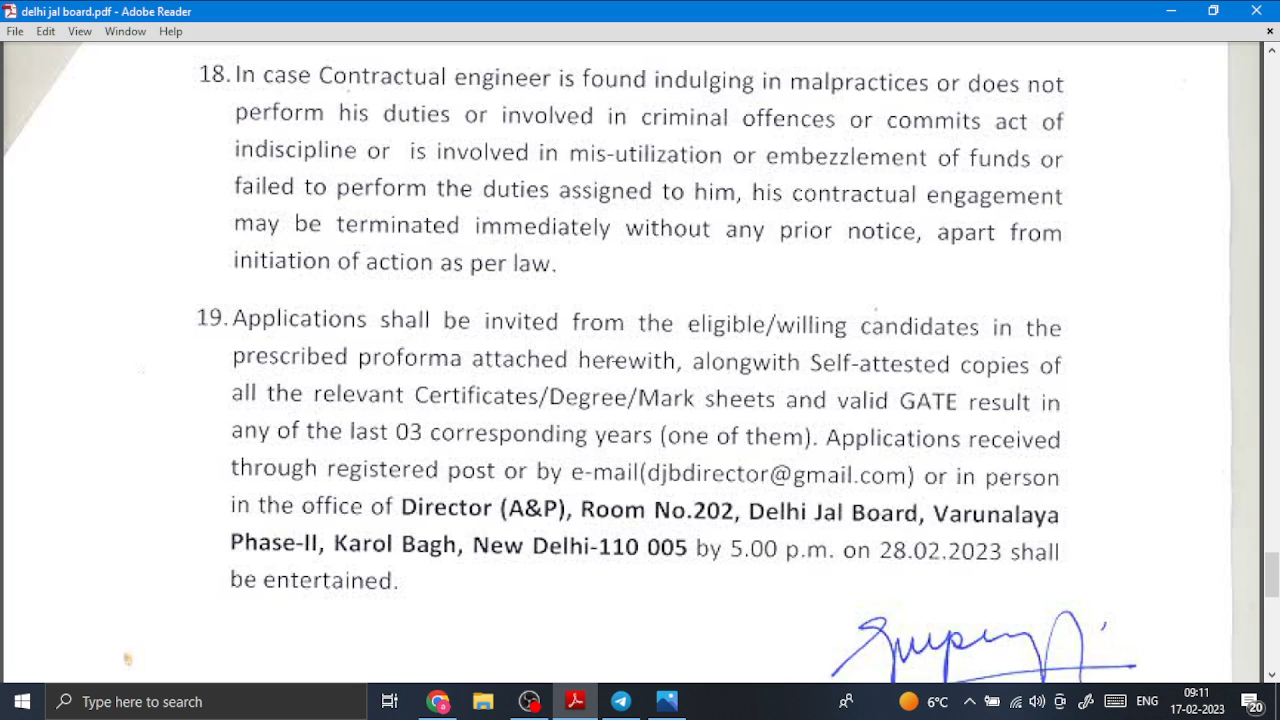 delhi jal board.pdf - Adobe Reader
File Edit View Window Help
18. In case Contractual engineer is found indulging in malpractices or does not
perform his duties or involved in criminal offences or commits act of
indiscipline or is involved in mis-utilization or embezzlement of funds or
failed to perform the duties assigned to him, his contractual engagement
may be terminated immediately without any prior notice, apart from
initiation of action as per law.
19. Applications shall be invited from the eligible/willing candidates in the
prescribed proforma attached herewith, alongwith Self-attested copies of
all the relevant Certificates/Degree/Mark sheets and valid GATE result in
any of the last 03 corresponding years (one of them). Applications received
through registered post or by e-mail(djbdirector@gmail.com) or in person
in the office of Director (A&P), Room No.202, Delhi Jal Board, Varunalaya
Phase-II, Karol Bagh, New Delhi-110 005 by 5.00 p.m. on 28.02.2023 shall
be entertained.
Type here to search
6°C
ENG
09:11
17-02-2023
20